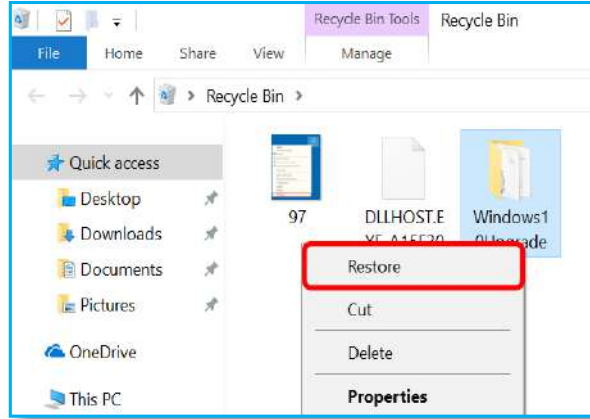 Recycle Bin Tools Recycle Bin
File Home Share View Manage
Recycle Bin
Quick access
Desktop
Downloads
Documents
Pictures
OneDrive
This PC
97
DLLHOST.E
Windows1
0Upgrade
Restore
Cut
Delete
Properties